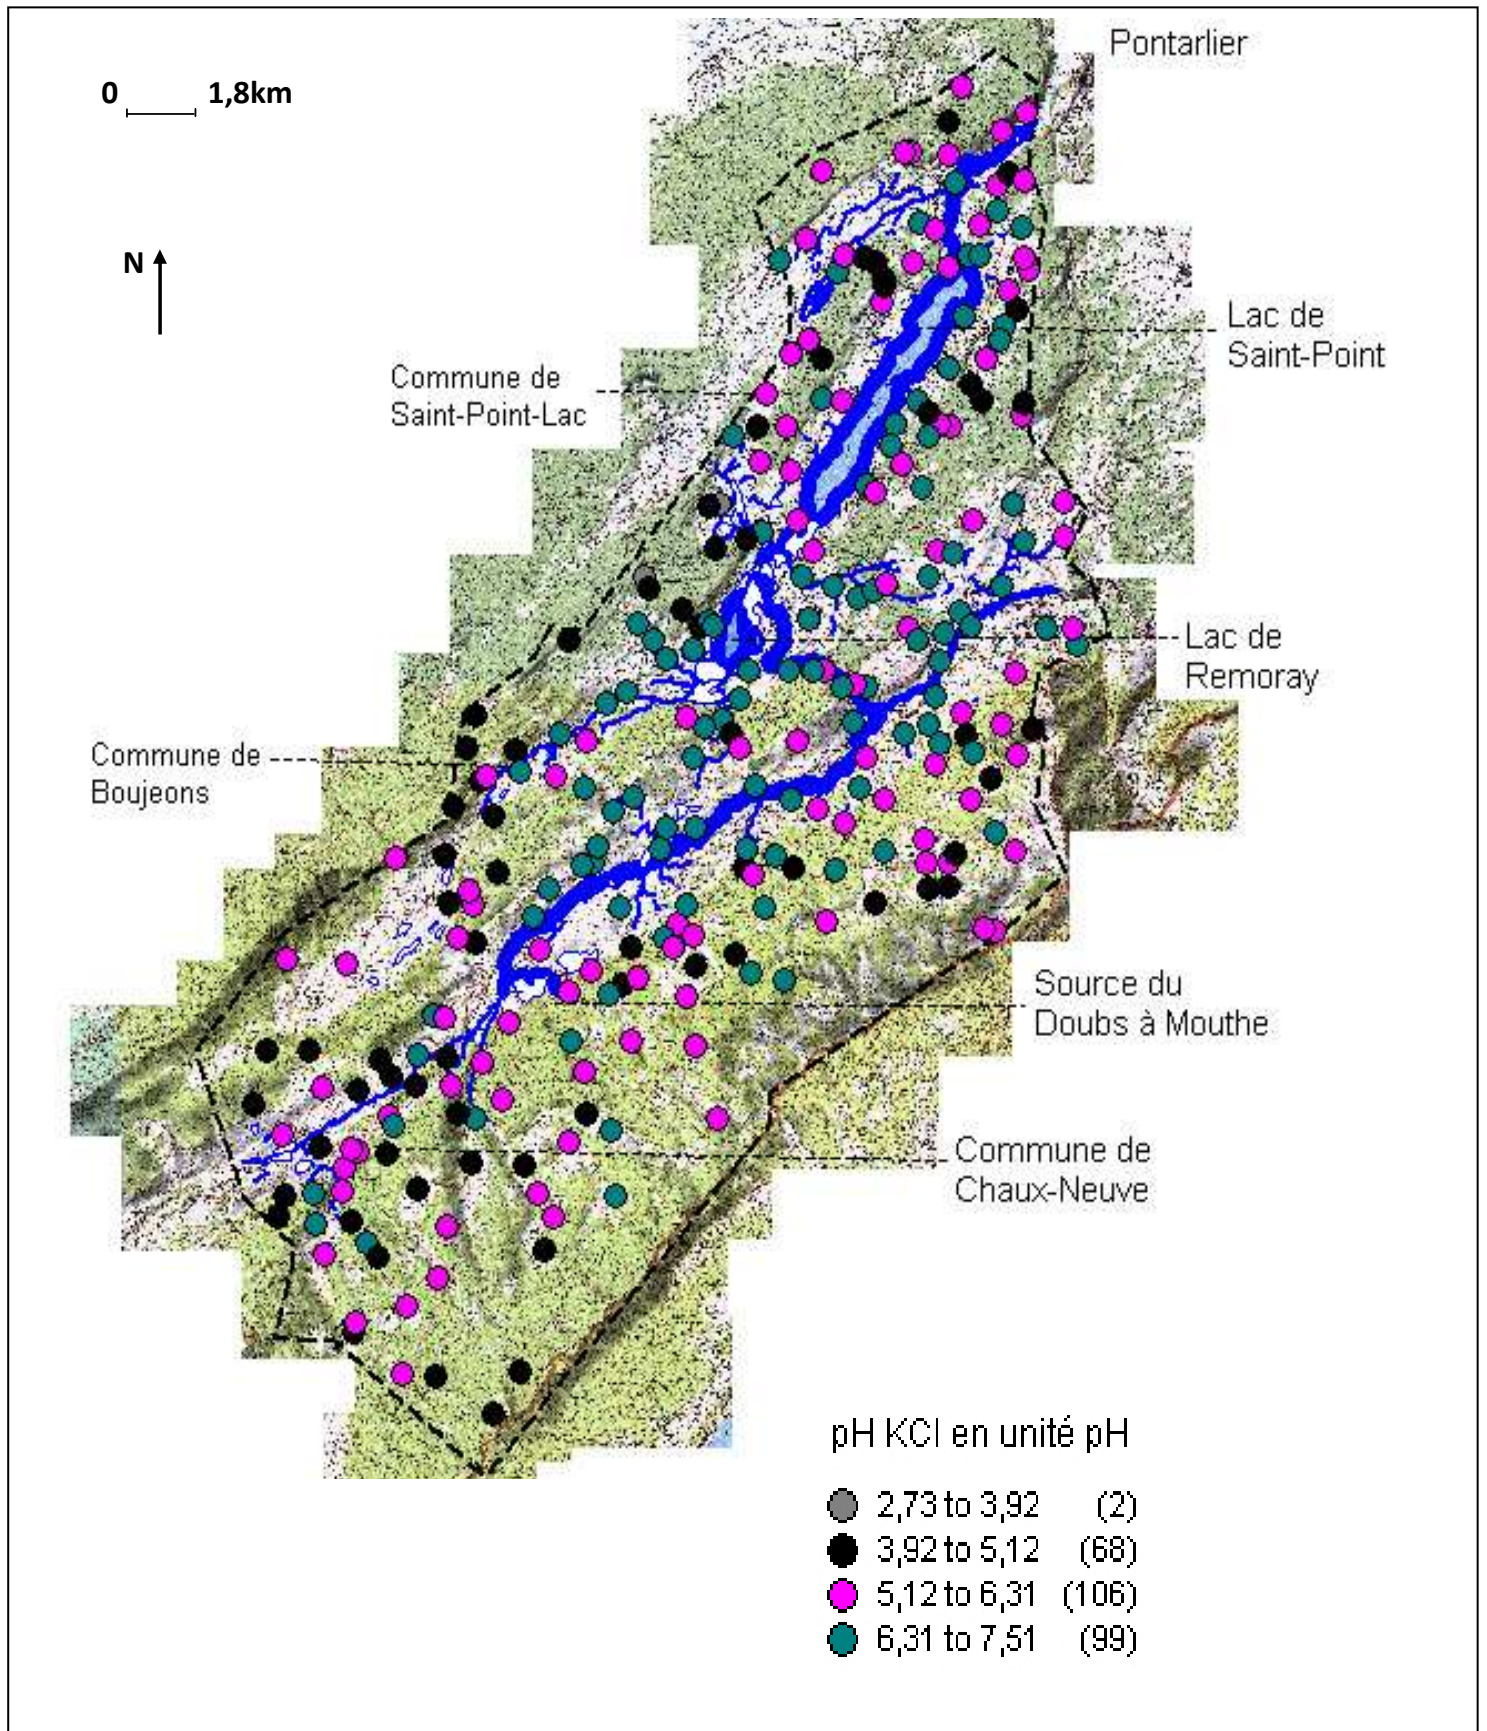 Pontarlier
0 1,8km
N
Lac de
Saint-Point
Commune de
Saint-Point-Lac
Lac de
Remoray
Commune de
Boujeons
Source du
Doubs à Mouthe
Commune de
Chaux-Neuve
pH KCl en unité pH
2,73 to 3,92 (2)
3,92 to 5,12 (68)
5,12 to 6,31 (106)
6,31 to 7,51 (99)